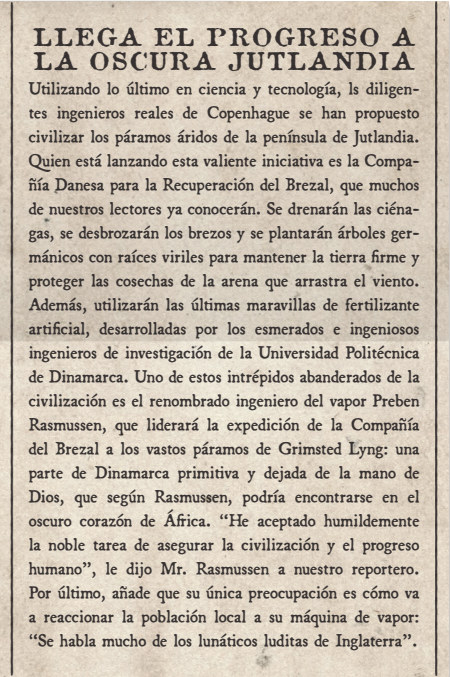 LLEGA EL PROGRESO A
LA OSCURA JUTLANDIA
Utilizando lo último en ciencia y tecnología, ls diligen-
tes ingenieros reales de Copenhague se han propuesto
civilizar los páramos áridos de la península de Jutlandia.
Quien está lanzando esta valiente iniciativa es la Compa-
ñía Danesa para la Recuperación del Brezal, que muchos
de nuestros lectores ya conocerán. Se drenarán las ciéna-
gas, se desbrozarán los brezos y se plantarán árboles ger-
mánicos con raíces viriles para mantener la tierra firme y
proteger las cosechas de la arena que arrastra el viento.
Además, utilizarán las últimas maravillas de fertilizante
artificial, desarrolladas por los esmerados e ingeniosos
ingenieros de investigación de la Universidad Politécnica
de Dinamarca. Uno de estos intrépidos abanderados de la
civilización es el renombrado ingeniero del vapor Preben
Rasmussen, que liderará la expedición de la Compañía
del Brezal a los vastos páramos de Grimsted Lyng: una
parte de Dinamarca primitiva y dejada de la mano de
Dios, que según Rasmussen, podría encontrarse en el
oscuro corazón de África. “He aceptado humildemente
la noble tarea de asegurar la civilización y el progreso
humano”, le dijo Mr. Rasmussen a nuestro reportero.
Por último, añade que su única preocupación es cómo va
a reaccionar la población local a su máquina de vapor:
“Se habla mucho de los lunáticos luditas de Inglaterra”.